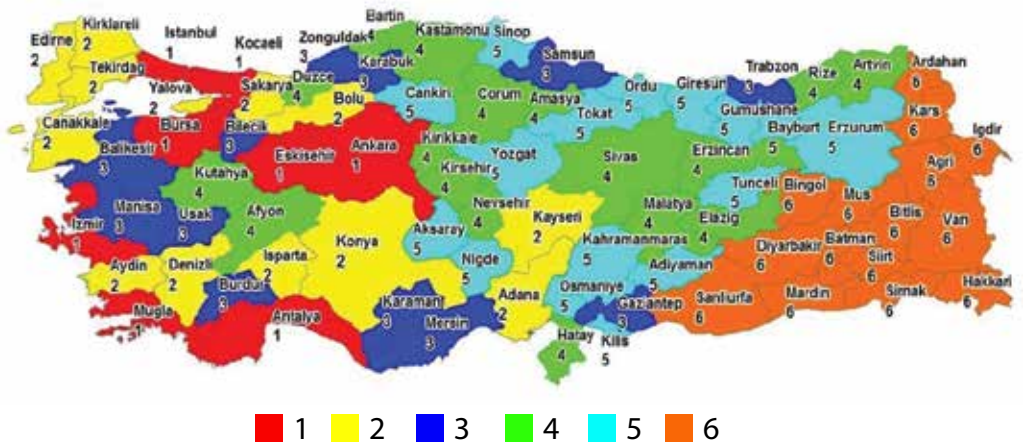 Bartin
Kastamonu
Sinop
4
4
5
Kirklareli
2
Istanbul
1
Kocaeli
1
Zonguldak
3
Karabuk
3
Samsun
3
Edirne
2
Tekirdag
2
Yalova
2
Sakarya
2
Duzce
4
Bolu
2
Cankiri
5
Corum
4
Amasya
4
Tokat
5
Ordu
5
Giresun
5
Trabzon
3
Rize
4
Artvin
4
Ardahan
6
Kars
6
Igdir
6
Gumushane
5
Bayburt
5
Erzurum
5
Canakkale
2
Balikesir
3
Bursa
1
Bilecik
3
Eskisehir
1
Ankara
1
Kirikkale
4
Kirsehir
4
Yozgat
5
Sivas
4
Erzincan
4
Tunceli
5
Bingol
6
Mus
6
Agri
6
Kutahya
4
Manisa
3
Usak
3
Afyon
4
Izmir
1
Aydin
2
Denizli
2
Isparta
2
Burdur
3
Konya
2
Aksaray
5
Nevsehir
4
Kayseri
2
Nigde
5
Malatya
4
Elazig
4
Kahramanmaras
5
Adiyaman
5
Diyarbakir
6
Batman
6
Bitlis
6
Siirt
6
Van
6
Mugla
1
Antalya
1
Karaman
3
Mersin
3
Adana
2
Osmaniye
5
Gaziantep
3
Sanliurfa
6
Mardin
6
Sirnak
6
Hakkari
6
Hatay
4
Kilis
5
1 2 3 4 5 6